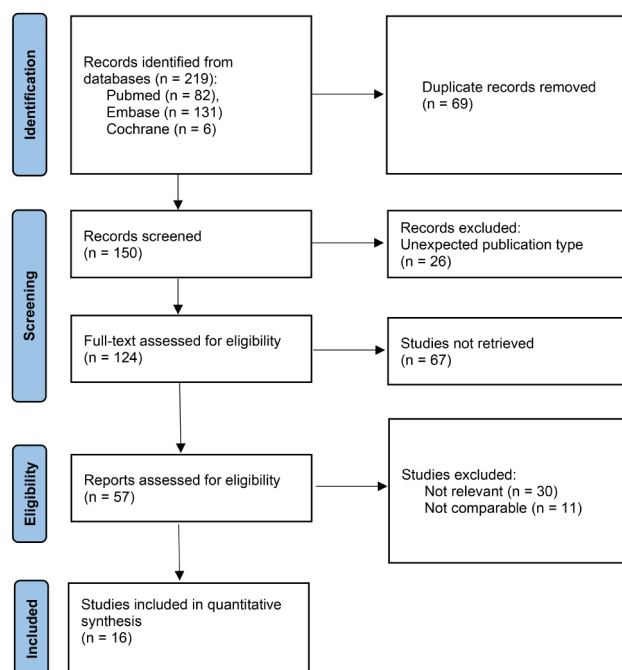 Identification
Records identified from
databases (n = 219):
Pubmed (n = 82),
Embase (n = 131)
Cochrane (n = 6)
Duplicate records removed
(n = 69)
Screening
Records screened
(n = 150)
Records excluded:
Unexpected publication type
(n = 26)
Full-text assessed for eligibility
(n = 124)
Studies not retrieved
(n = 67)
Eligibility
Reports assessed for eligibility
(n = 57)
Studies excluded:
Not relevant (n = 30)
Not comparable (n = 11)
Included
Studies included in quantitative
synthesis
(n = 16)